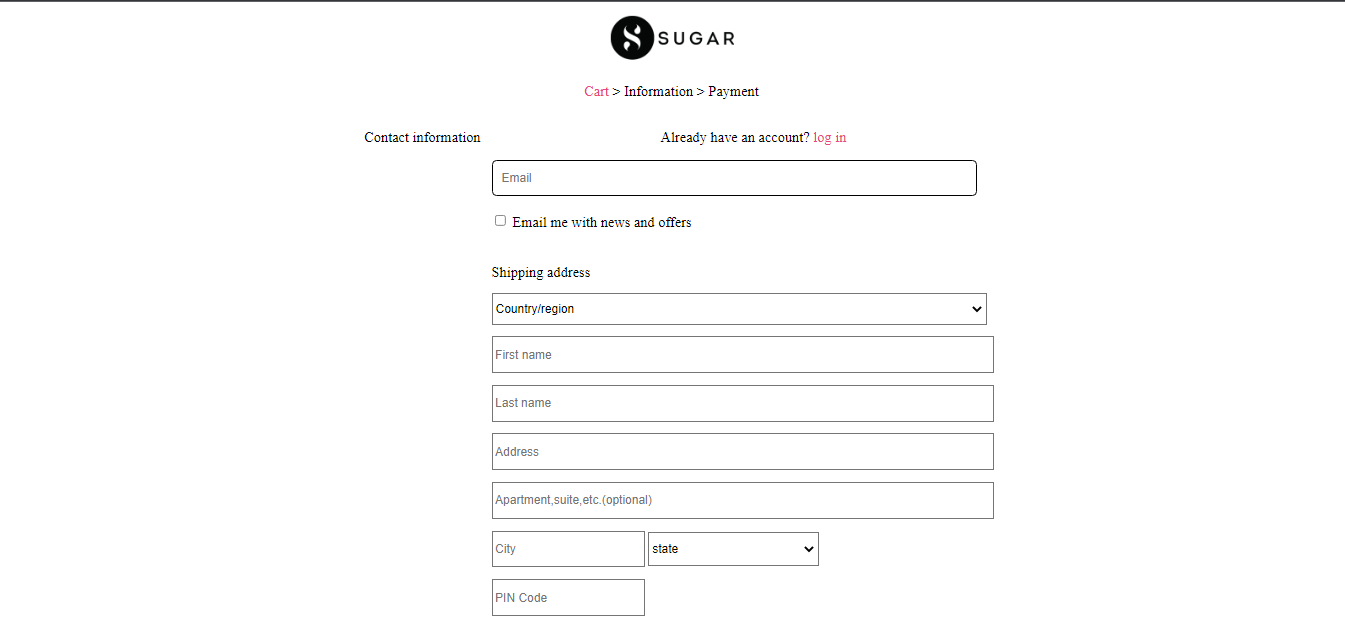 SUGAR
Cart > Information > Payment
Contact information Already have an account? log in
Email
Email me with news and offers
Shipping address
Country/region
First name
Last name
Address
Apartment,suite,etc.(optional)
City state
PIN Code